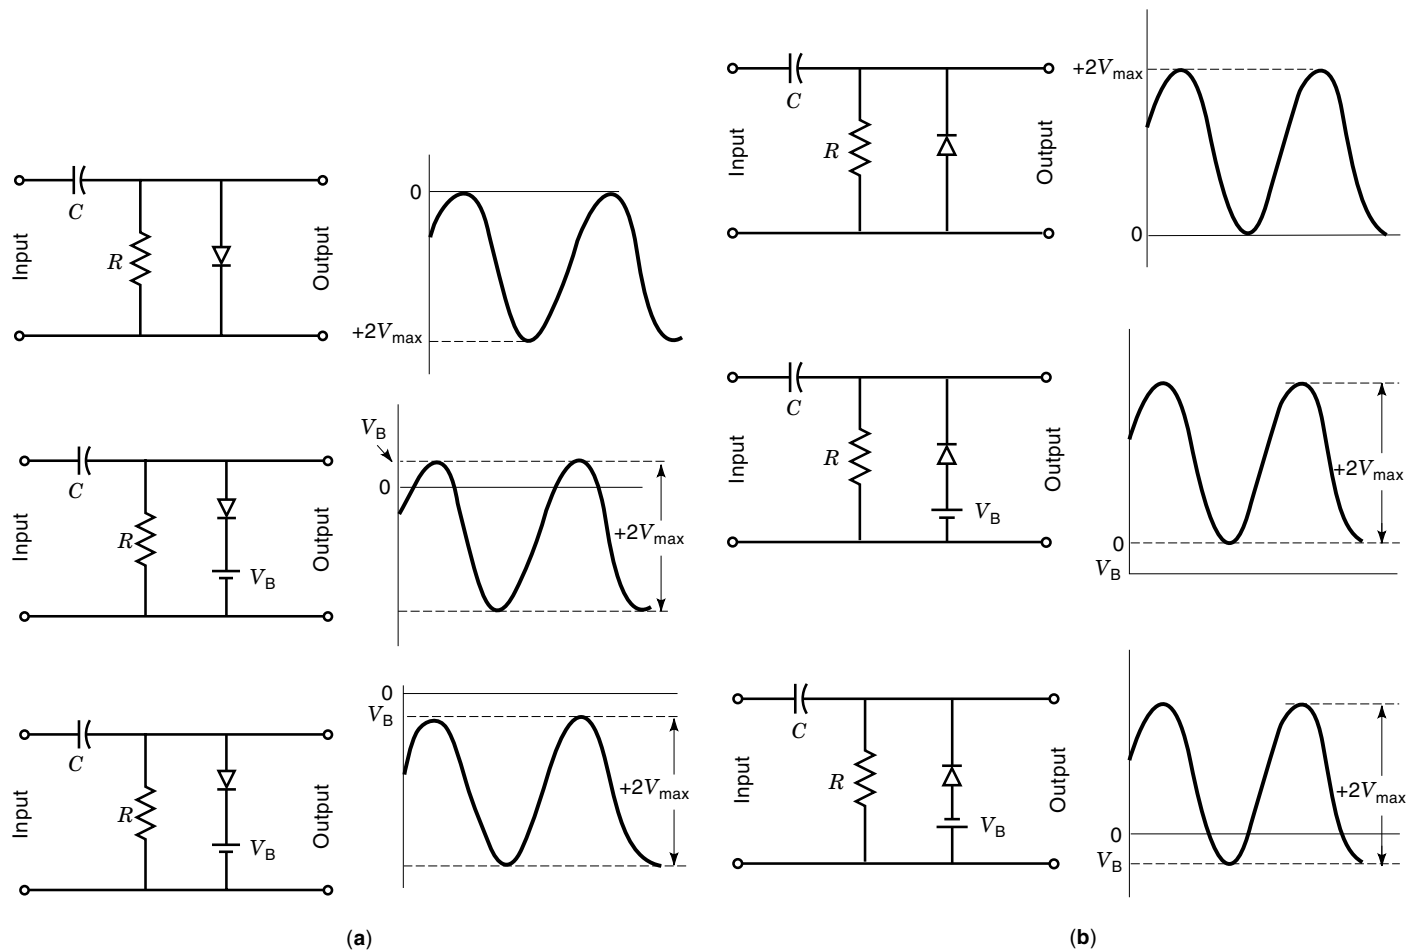 C
R
Input
Output
0
+2Vmax
C
R
VB
Input
Output
VB
0
+2Vmax
C
R
VB
Input
Output
0
VB
+2Vmax
(a)
C
R
Input
Output
+2Vmax
0
C
R
VB
Input
Output
+2Vmax
0
VB
C
R
VB
Input
Output
+2Vmax
0
VB
(b)